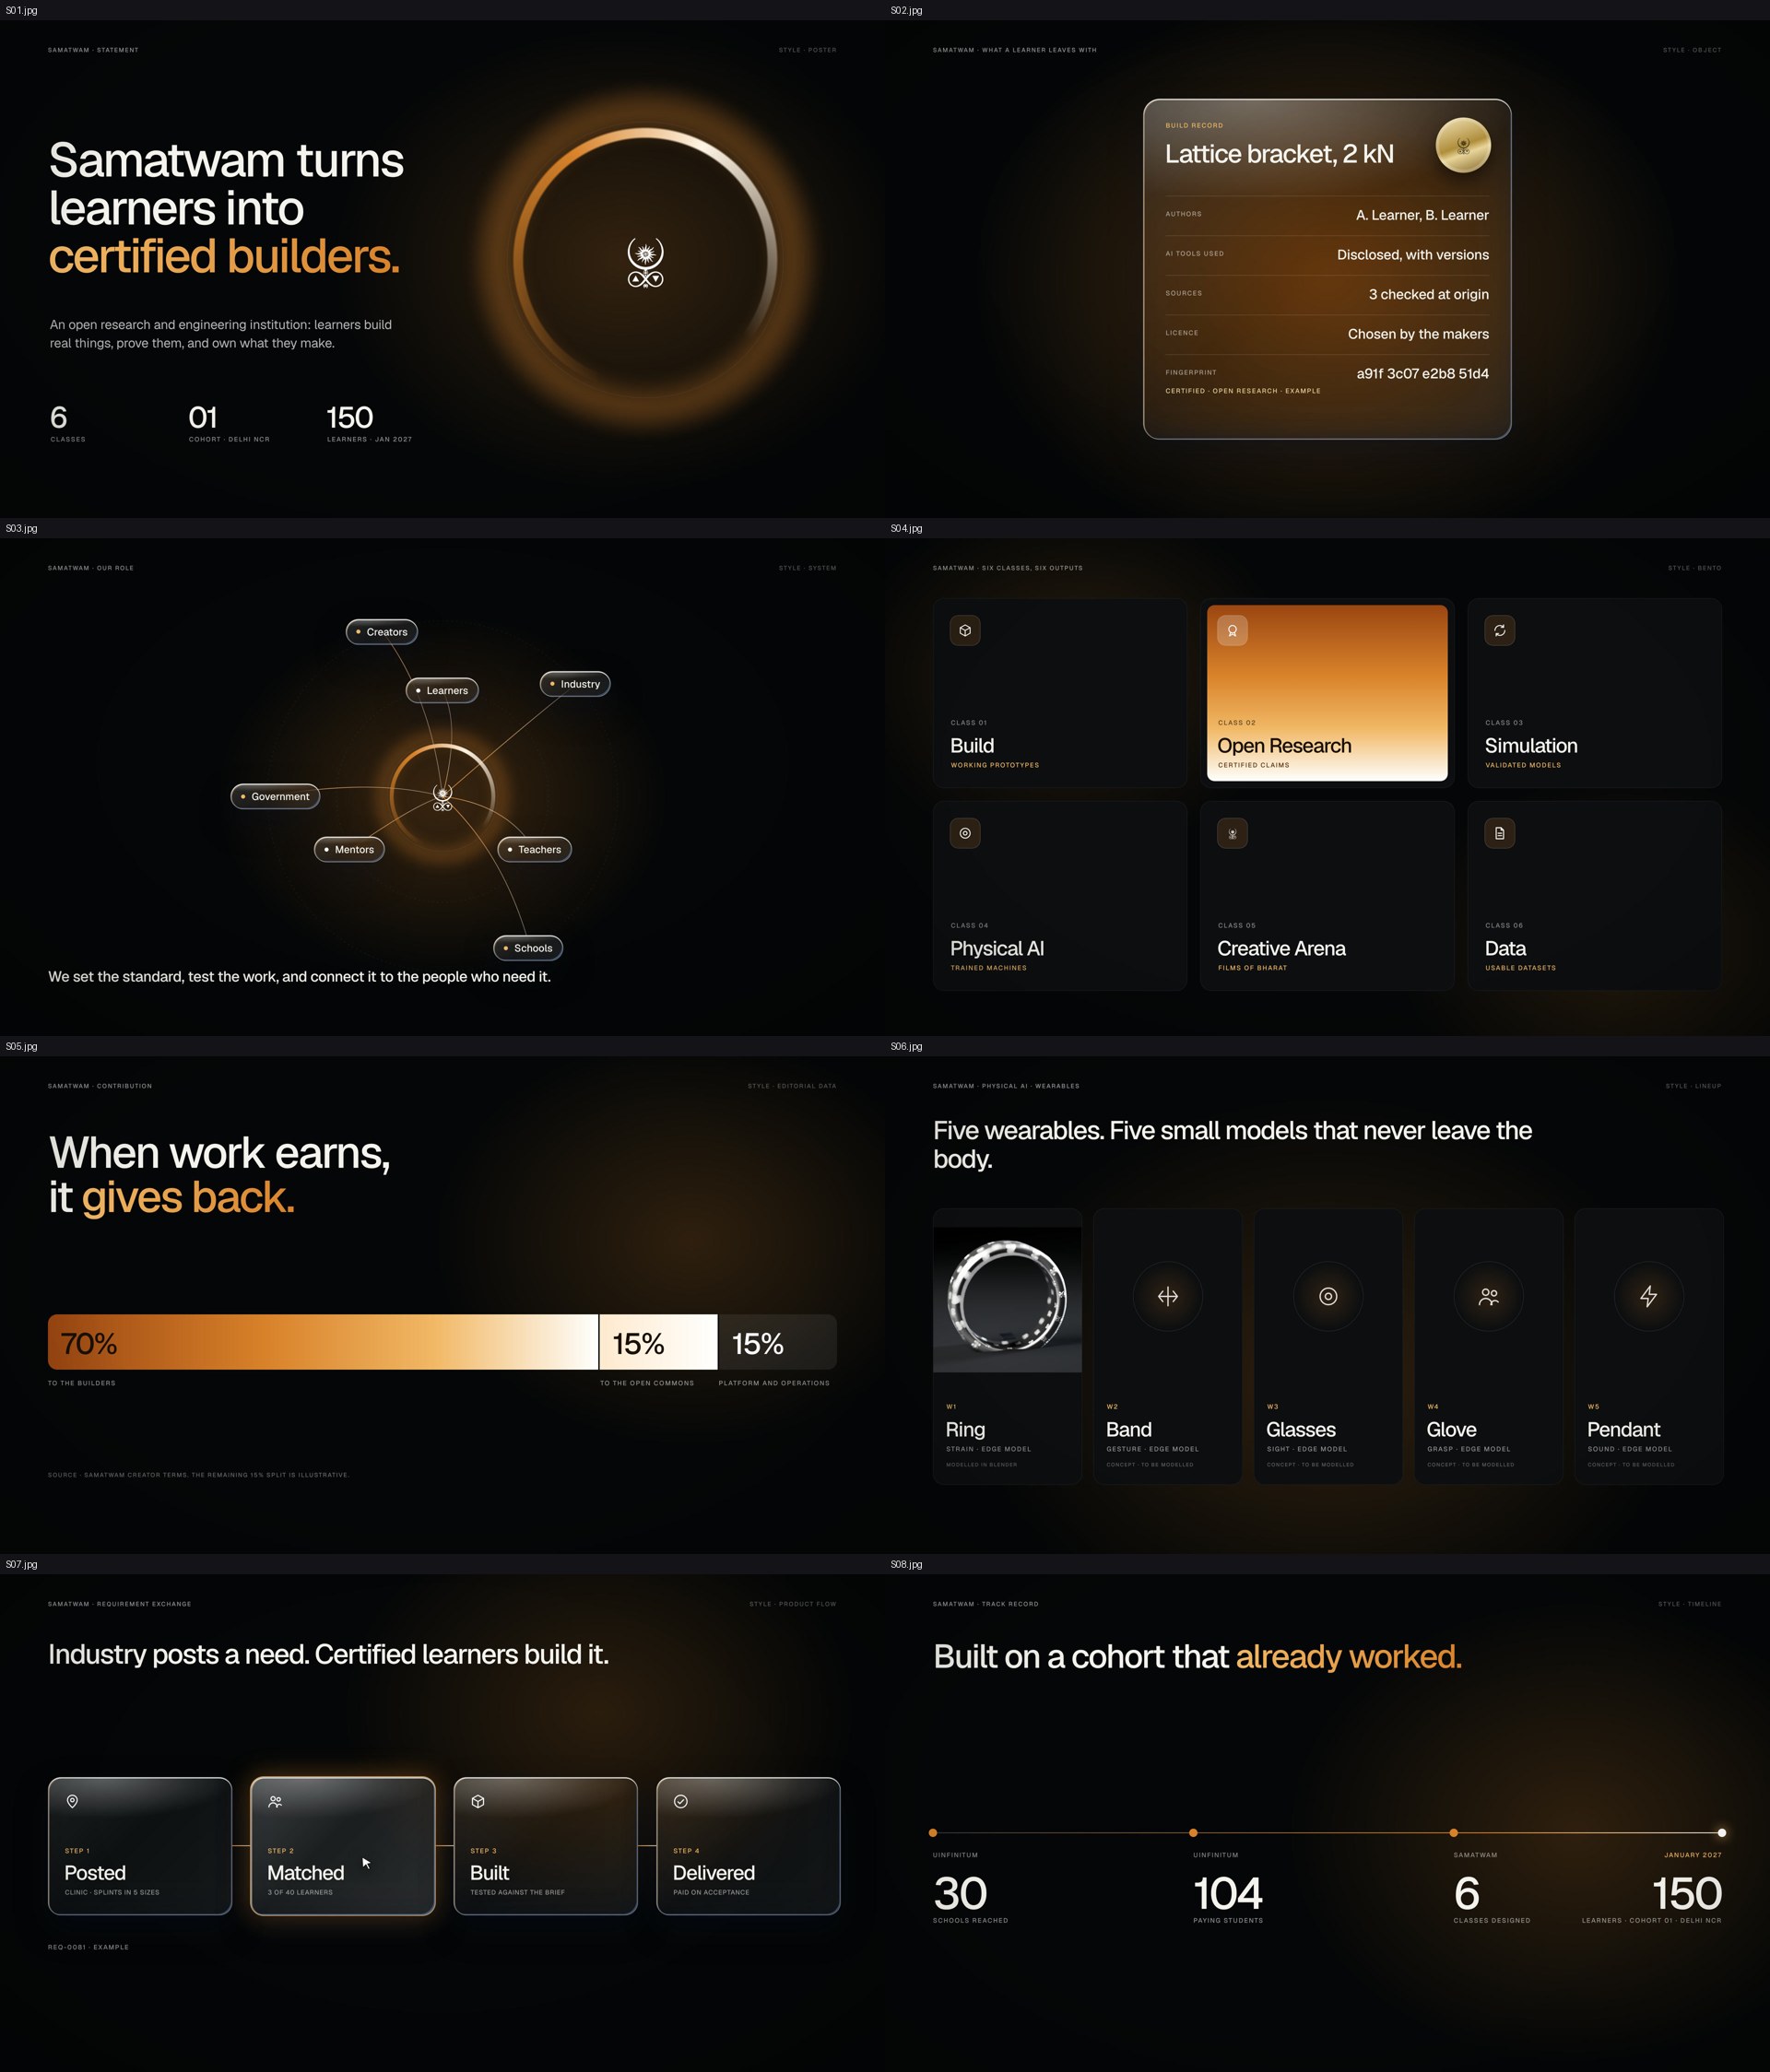 S01.jpg
SAMATWAM · STATEMENT
STYLE · POSTER
Samatwam turns
learners into
certified builders.
An open research and engineering institution: learners build
real things, prove them, and own what they make.
6
CLASSES
01
COHORT · DELHI NCR
150
LEARNERS · JAN 2027
S02.jpg
SAMATWAM · WHAT A LEARNER LEAVES WITH
STYLE · OBJECT
BUILD RECORD
Lattice bracket, 2 kN
AUTHORS
A. Learner, B. Learner
AI TOOLS USED
Disclosed, with versions
SOURCES
3 checked at origin
LICENCE
Chosen by the makers
FINGERPRINT
a91f 3c07 e2b8 51d4
CERTIFIED · OPEN RESEARCH · EXAMPLE
S03.jpg
SAMATWAM · OUR ROLE
STYLE · SYSTEM
Creators
Learners
Industry
Government
Mentors
Teachers
Schools
We set the standard, test the work, and connect it to the people who need it.
S04.jpg
SAMATWAM · SIX CLASSES, SIX OUTPUTS
STYLE · BENTO
CLASS 01
Build
WORKING PROTOTYPES
CLASS 02
Open Research
CERTIFIED CLAIMS
CLASS 03
Simulation
VALIDATED MODELS
CLASS 04
Physical AI
TRAINED MACHINES
CLASS 05
Creative Arena
FILMS OF BHARAT
CLASS 06
Data
USABLE DATASETS
S05.jpg
SAMATWAM · CONTRIBUTION
STYLE · EDITORIAL DATA
When work earns,
it gives back.
70%
15%
15%
TO THE BUILDERS
TO THE OPEN COMMONS
PLATFORM AND OPERATIONS
SOURCE · SAMATWAM CREATOR TERMS. THE REMAINING 15% SPLIT IS ILLUSTRATIVE.
S06.jpg
SAMATWAM · PHYSICAL AI · WEARABLES
STYLE · LINEUP
Five wearables. Five small models that never leave the
body.
W1
Ring
STRAIN · EDGE MODEL
MODELLED IN BLENDER
W2
Band
GESTURE · EDGE MODEL
CONCEPT · TO BE MODELLED
W3
Glasses
SIGHT · EDGE MODEL
CONCEPT · TO BE MODELLED
W4
Glove
GRASP · EDGE MODEL
CONCEPT · TO BE MODELLED
W5
Pendant
SOUND · EDGE MODEL
CONCEPT · TO BE MODELLED
S07.jpg
SAMATWAM · REQUIREMENT EXCHANGE
STYLE · PRODUCT FLOW
Industry posts a need. Certified learners build it.
STEP 1
Posted
CLINIC · SPLINTS IN 5 SIZES
STEP 2
Matched
3 OF 40 LEARNERS
STEP 3
Built
TESTED AGAINST THE BRIEF
STEP 4
Delivered
PAID ON ACCEPTANCE
REQ-0081 · EXAMPLE
S08.jpg
SAMATWAM · TRACK RECORD
STYLE · TIMELINE
Built on a cohort that already worked.
UINFINITUM
30
SCHOOLS REACHED
UINFINITUM
104
PAYING STUDENTS
SAMATWAM
6
CLASSES DESIGNED
JANUARY 2027
150
LEARNERS · COHORT 01 · DELHI NCR